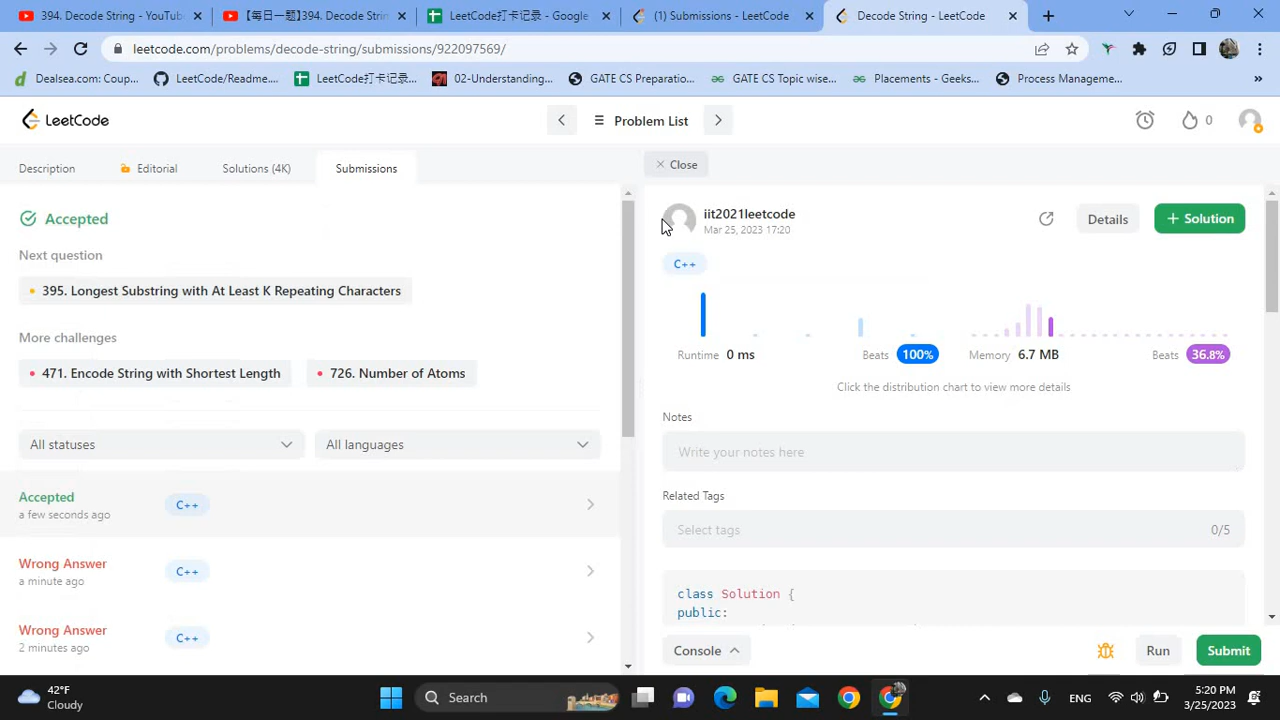 394. Decode String - YouTub
【每日一题】394. Decode Strin
LeetCode打卡记录 - Google
(1) Submissions - LeetCode
Decode String - LeetCode
leetcode.com/problems/decode-string/submissions/922097569/
Dealsea.com: Coup...
LeetCode/Readme....
LeetCode打卡记录...
02-Understanding...
GATE CS Preparatio...
GATE CS Topic wise...
Placements - Geeks...
Process Manageme...
»
LeetCode
Problem List
0
Description
Editorial
Solutions (4K)
Submissions
Close
Accepted
Next question
395. Longest Substring with At Least K Repeating Characters
More challenges
471. Encode String with Shortest Length
726. Number of Atoms
All statuses
All languages
Accepted
a few seconds ago
C++
Wrong Answer
a minute ago
C++
Wrong Answer
2 minutes ago
C++
iit2021leetcode
Mar 25, 2023 17:20
Details
+ Solution
C++
Runtime 0 ms
Beats 100%
Memory 6.7 MB
Beats 36.8%
Click the distribution chart to view more details
Notes
Write your notes here
Related Tags
Select tags
0/5
class Solution {
public:
Console
Run
Submit
42°F
Cloudy
Search
ENG
5:20 PM
3/25/2023